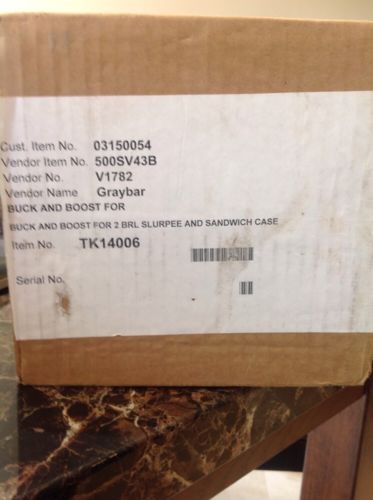 Cust. Item No. 03150054
Vendor Item No. 500SV43B
Vendor No. V1782
Vendor Name Graybar
BUCK AND BOOST FOR
BUCK AND BOOST FOR 2 BRL SLURPEE AND SANDWICH CASE
Item No. TK14006
Serial No.